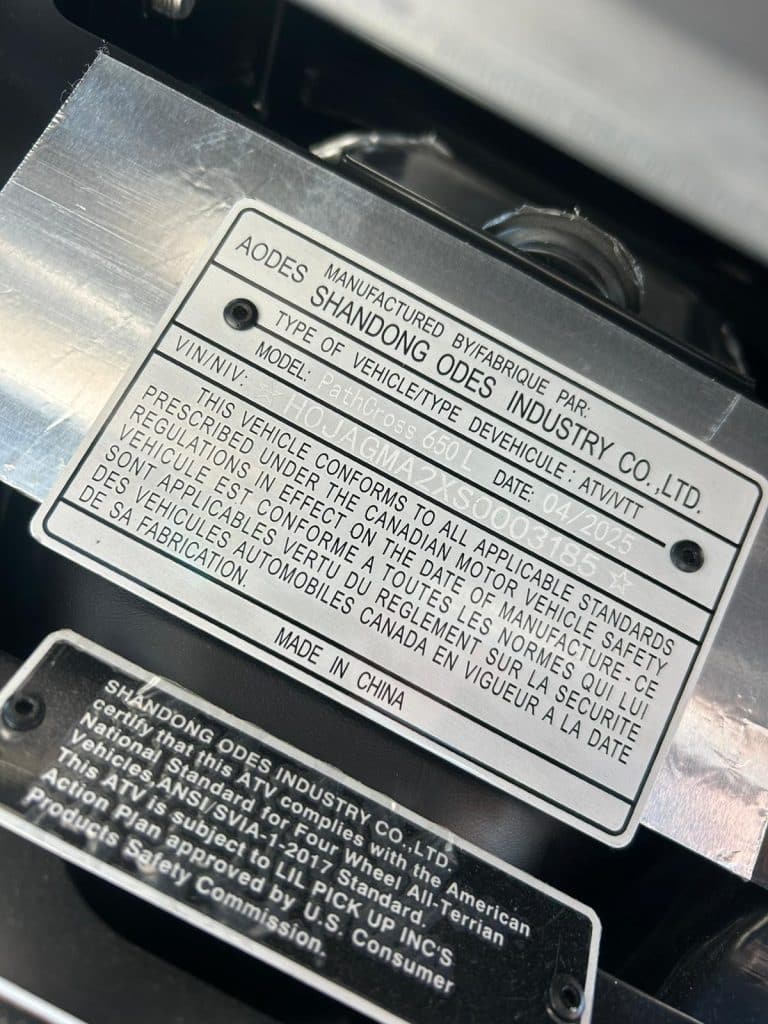 AODES MANUFACTURED BY/FABRIQUE PAR:
SHANDONG ODES INDUSTRY CO.,LTD.
TYPE OF VEHICLE/TYPE DEVEHICULE : ATV/VTT
MODEL: PathCross 650 L DATE: 04/2025
VIN/NIV: ☆HOJAGMA2XS0003185☆
THIS VEHICLE CONFORMS TO ALL APPLICABLE STANDARDS
PRESCRIBED UNDER THE CANADIAN MOTOR VEHICLE SAFETY
REGULATIONS IN EFFECT ON THE DATE OF MANUFACTURE-CE
VEHICULE EST CONFORME A TOUTES LES NORMES QUI LUI
SONT APPLICABLES VERTU DU REGLEMENT SUR LA SECURITE
DES VEHICULES AUTOMOBILES CANADA EN VIGUEUR A LA DATE
DE SA FABRICATION.
MADE IN CHINA
SHANDONG ODES INDUSTRY CO.,LTD.
certify that this ATV complies with the American
National Standard for Four Wheel All-Terrian
Vehicles,ANSI/SVIA-1-2017 Standard.
This ATV is subject to LIL PICK UP INC'S
Action Plan approved by U.S. Consumer
Products Safety Commission.